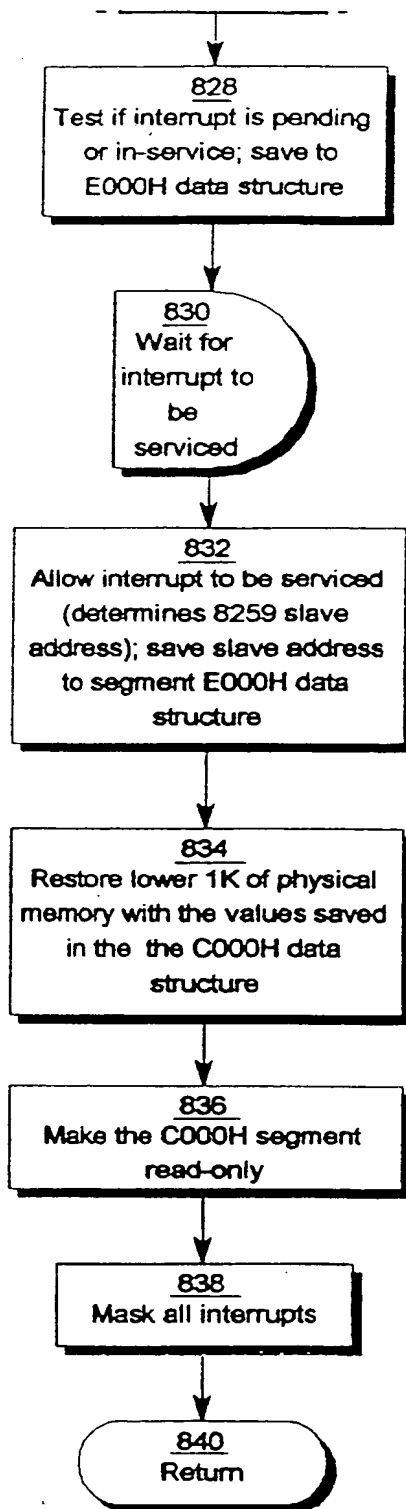 828
Test if interrupt is pending
or in-service; save to
E000H data structure
830
Wait for
interrupt to
be
serviced
832
Allow interrupt to be serviced
(determines 8259 slave
address); save slave address
to segment E000H data
structure
834
Restore lower 1K of physical
memory with the values saved
in the the C000H data
structure
836
Make the C000H segment
read-only
838
Mask all interrupts
840
Return